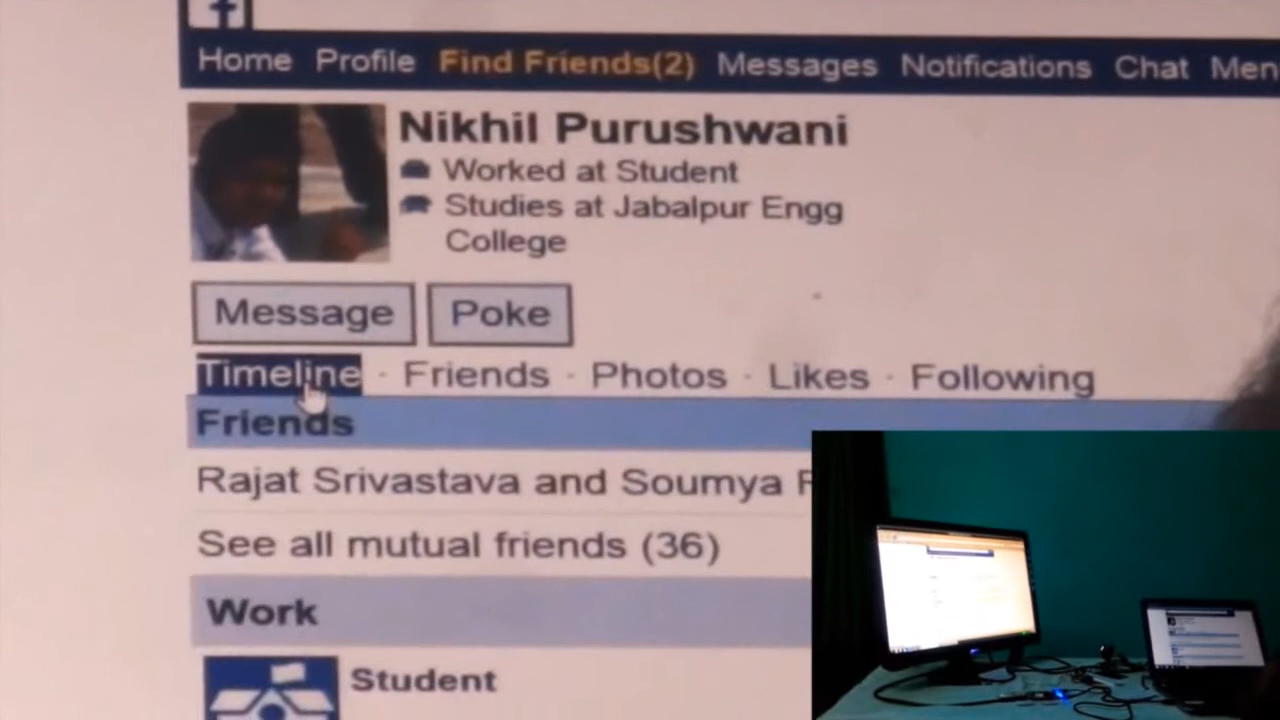 f
Home Profile Find Friends(2) Messages Notifications Chat Men
Nikhil Purushwani
Worked at Student
Studies at Jabalpur Engg
College
Message Poke
Timeline · Friends · Photos · Likes · Following
Friends
Rajat Srivastava and Soumya
See all mutual friends (36)
Work
Student